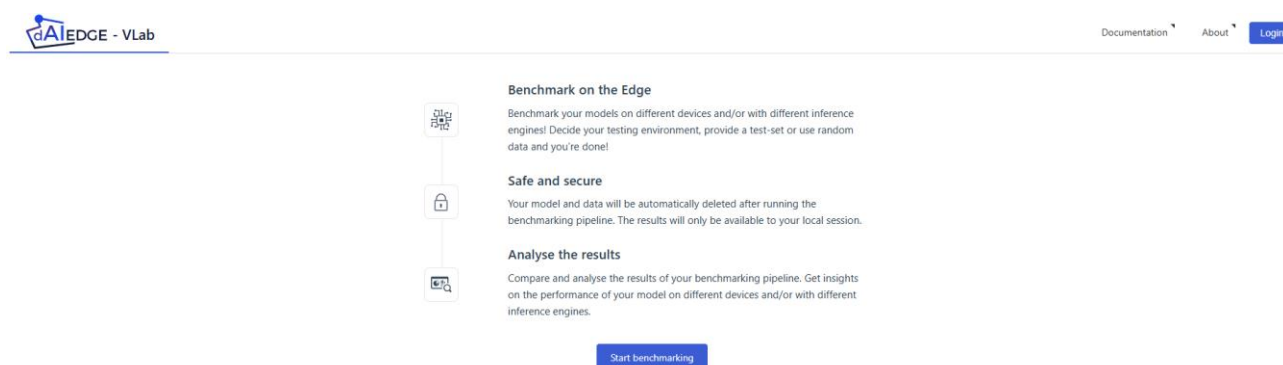 dAIEDGE - VLab
Documentation
About
Login
Benchmark on the Edge
Benchmark your models on different devices and/or with different inference
engines! Decide your testing environment, provide a test-set or use random
data and you're done!
Safe and secure
Your model and data will be automatically deleted after running the
benchmarking pipeline. The results will only be available to your local session.
Analyse the results
Compare and analyse the results of your benchmarking pipeline. Get insights
on the performance of your model on different devices and/or with different
inference engines.
Start benchmarking